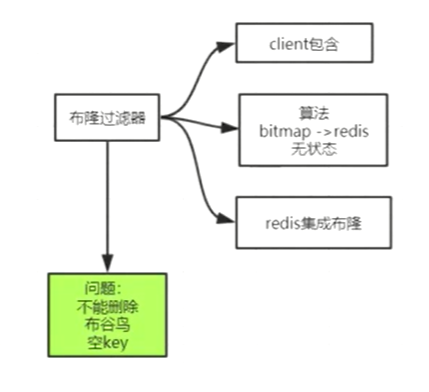 client包含
布隆过滤器
算法
bitmap ->redis
无状态
redis集成布隆
问题：
不能删除
布谷鸟
空key